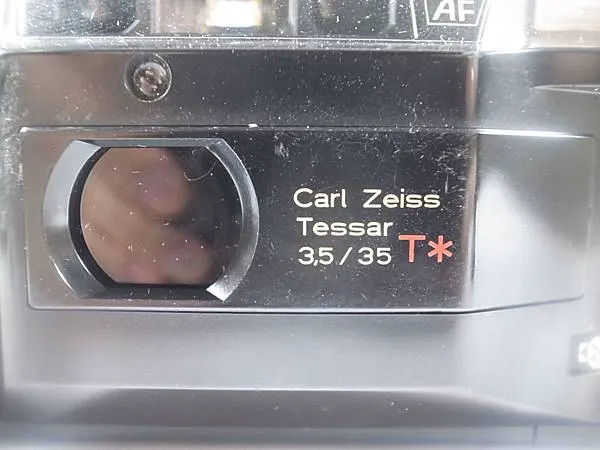 AF
Carl Zeiss
Tessar
3,5/35 T*